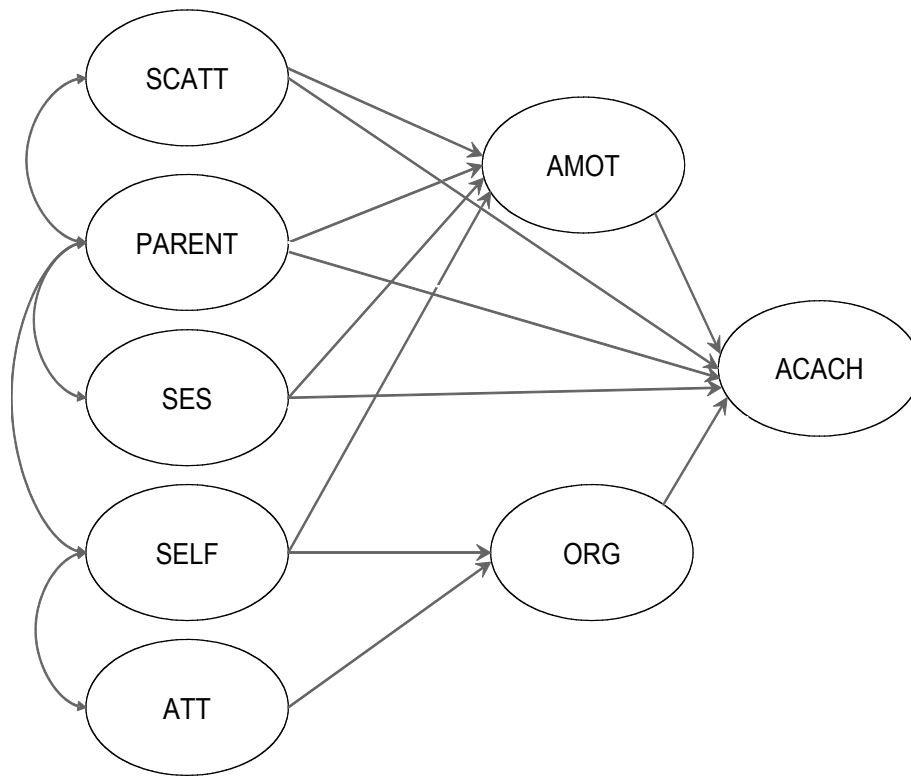 SCATT
AMOT
PARENT
ACACH
SES
SELF
ORG
ATT